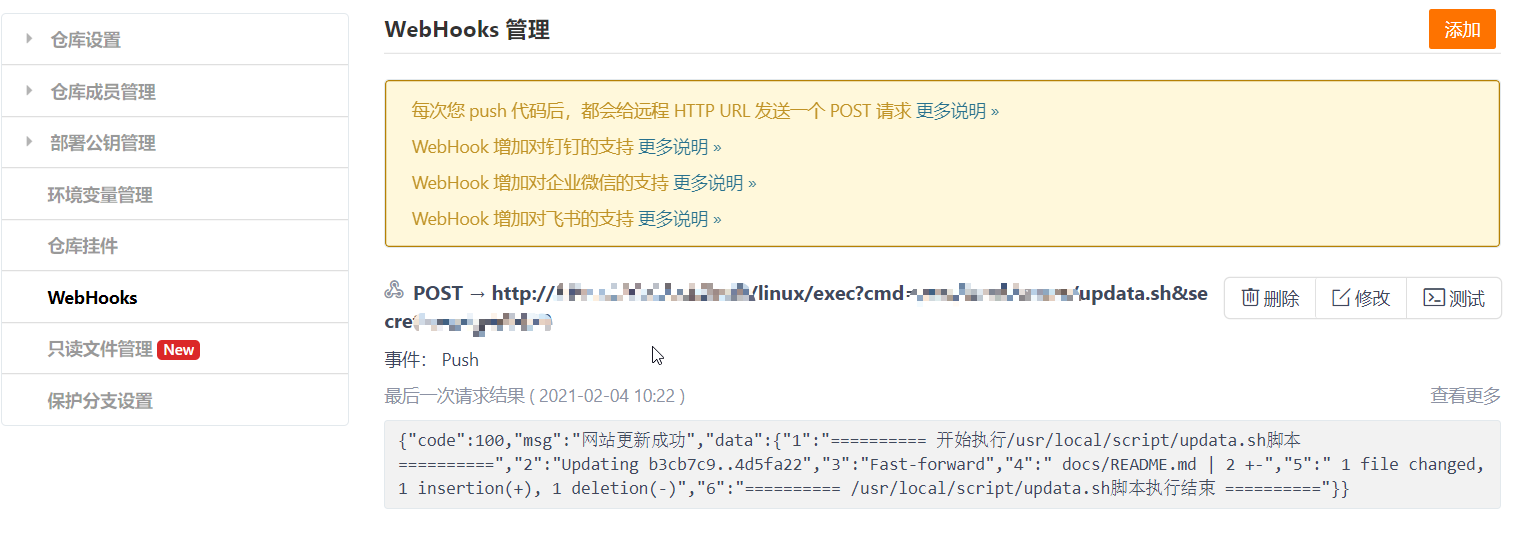 仓库设置
仓库成员管理
部署公钥管理
环境变量管理
仓库挂件
WebHooks
只读文件管理 New
保护分支设置
WebHooks 管理
添加
每次您 push 代码后，都会给远程 HTTP URL 发送一个 POST 请求 更多说明 »
WebHook 增加对钉钉的支持 更多说明 »
WebHook 增加对企业微信的支持 更多说明 »
WebHook 增加对飞书的支持 更多说明 »
POST → http:// /linux/exec?cmd= /updata.sh&se
cre
删除 修改 测试
事件： Push
最后一次请求结果 ( 2021-02-04 10:22 )
查看更多
{"code":100,"msg":"网站更新成功","data":{"1":"========== 开始执行/usr/local/script/updata.sh脚本
==========","2":"Updating b3cb7c9..4d5fa22","3":"Fast-forward","4":" docs/README.md | 2 +-","5":" 1 file changed,
1 insertion(+), 1 deletion(-)","6":"========== /usr/local/script/updata.sh脚本执行结束 =========="}}